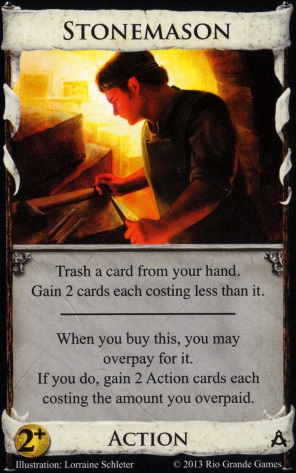 STONEMASON
Trash a card from your hand.
Gain 2 cards each costing less than it.
When you buy this, you may
overpay for it.
If you do, gain 2 Action cards each
costing the amount you overpaid.
2+
ACTION
Illustration: Lorraine Schleter © 2013 Rio Grande Games